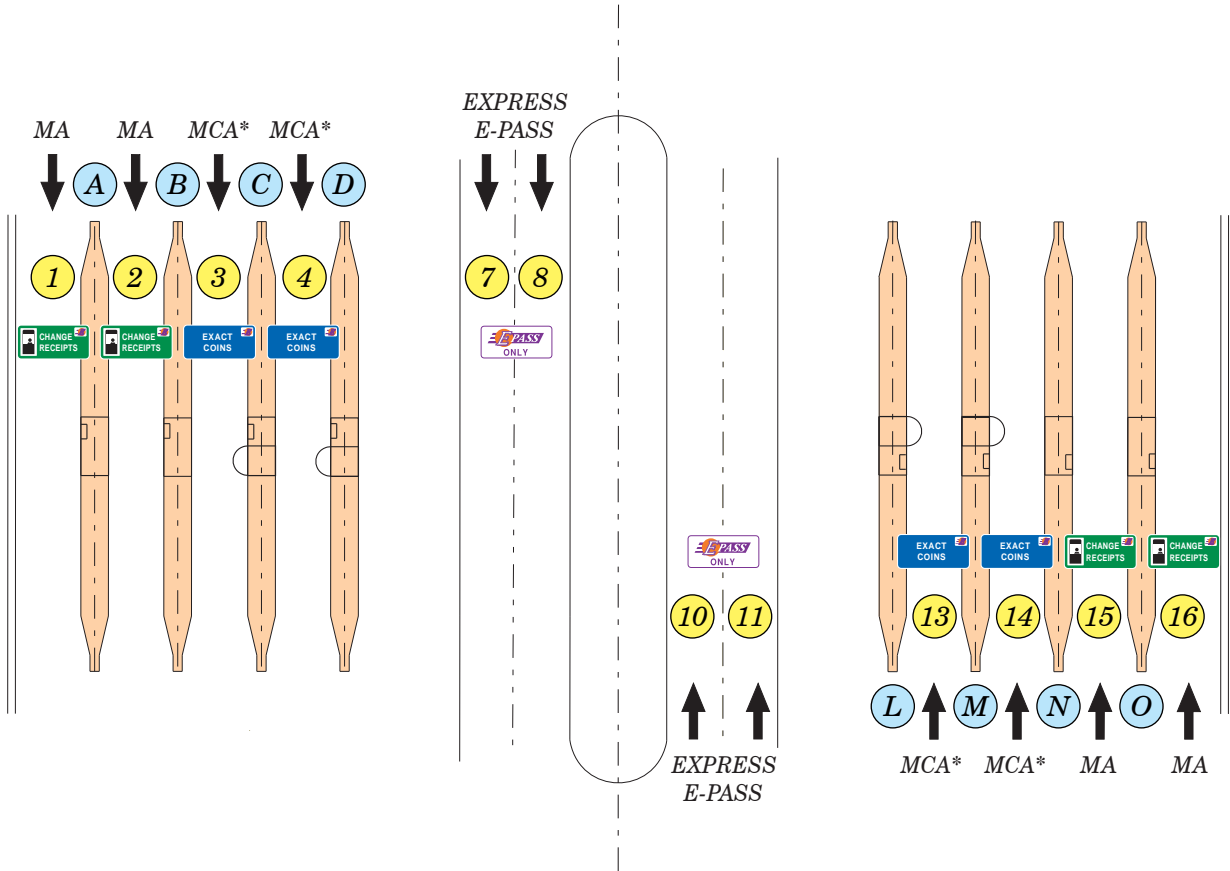 EXPRESS
E-PASS
MA
MA
MCA*
MCA*
A
B
C
D
1
2
3
4
7
8
CHANGE
RECEIPTS
CHANGE
RECEIPTS
EXACT
COINS
EXACT
COINS
E-PASS
ONLY
E-PASS
ONLY
EXACT
COINS
EXACT
COINS
CHANGE
RECEIPTS
CHANGE
RECEIPTS
10
11
13
14
15
16
L
M
N
O
EXPRESS
E-PASS
MCA*
MCA*
MA
MA